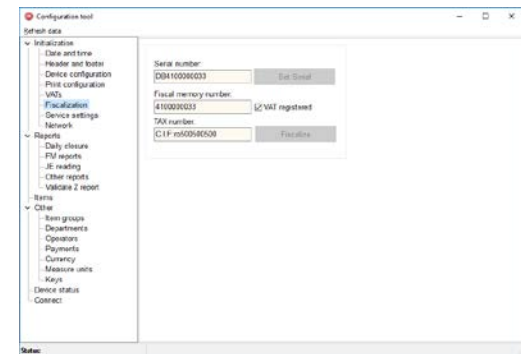 Configuration tool
Refresh data
Initialization
Date and time
Header and footer
Device configuration
Print configuration
VATs
Fiscalization
Service settings
Network
Reports
Daily closure
FM reports
JE reading
Other reports
Validate Z report
Items
Other
Item groups
Departments
Operators
Payments
Currency
Measure units
Keys
Device status
Connect
Serial number:
DB4100000033
Set Serial
Fiscal memory number:
4100000033
VAT registered
TAX number:
C.I.F. ro500500500
Fiscalize
Status: